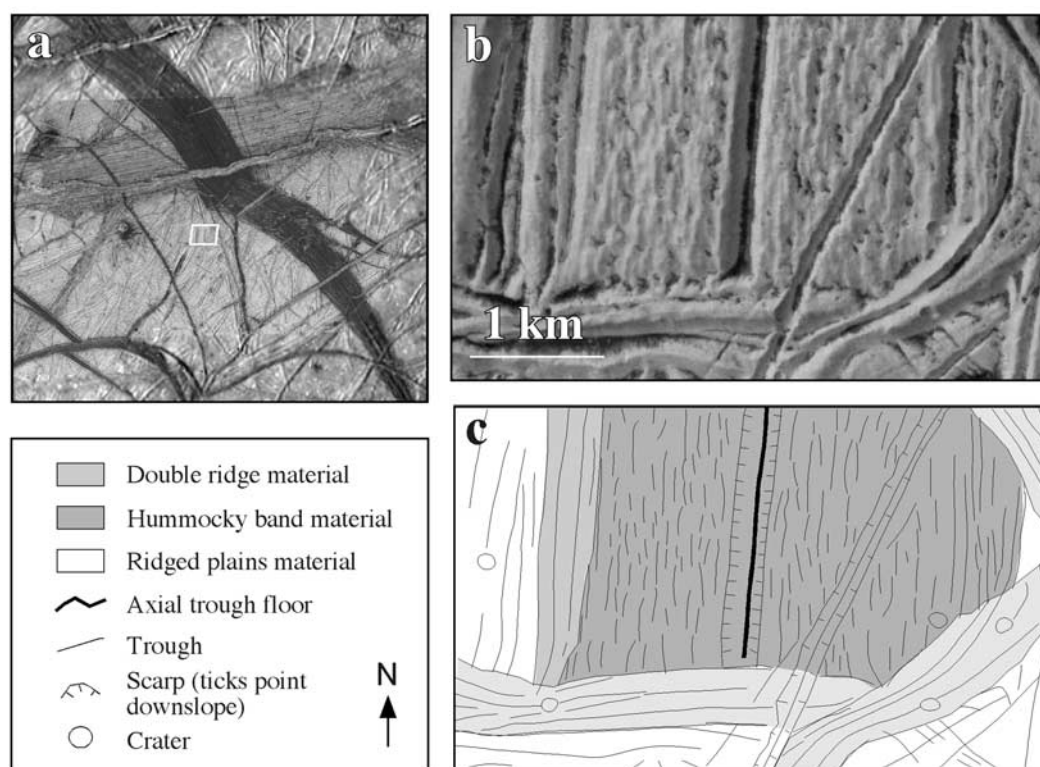 a
b
1 km
Double ridge material
Hummocky band material
Ridged plains material
Axial trough floor
Trough
Scarp (ticks point
downslope)
Crater
N
c